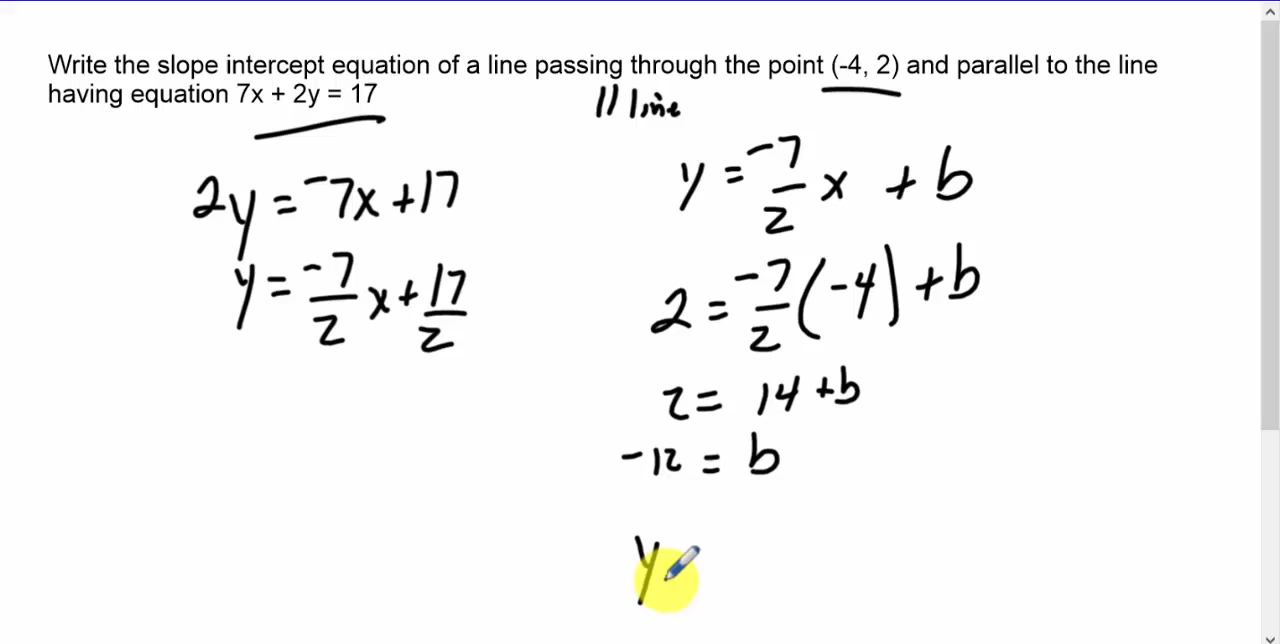 Write the slope intercept equation of a line passing through the point (-4, 2) and parallel to the line
having equation 7x + 2y = 17
// line
2y = -7x + 17
y = -7/2 x + 17/2
y = -7/2 x + b
2 = -7/2 (-4) + b
2 = 14 + b
-12 = b
y